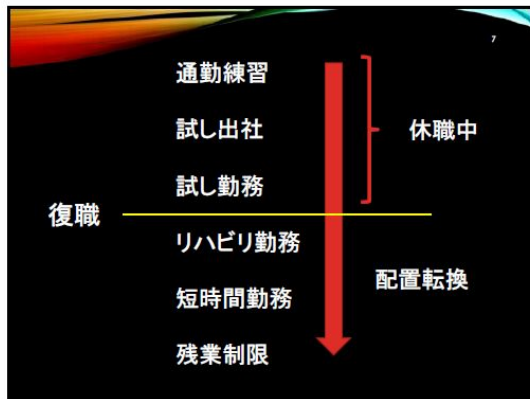 7
通勤練習
試し出社
休職中
試し勤務
復職
リハビリ勤務
配置転換
短時間勤務
残業制限